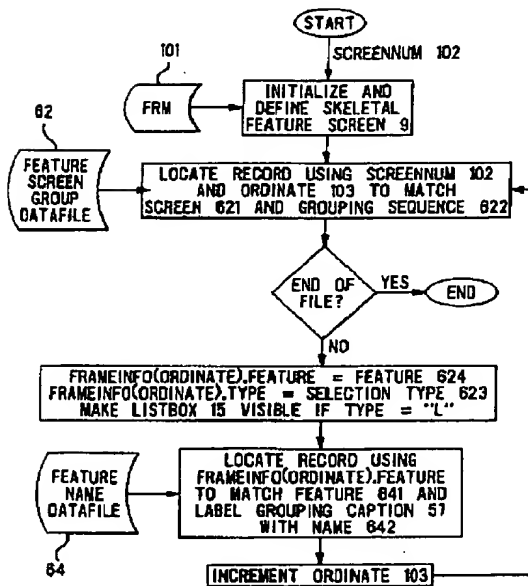 START
101
SCREENNUM 102
FRM
INITIALIZE AND
DEFINE SKELETAL
FEATURE SCREEN 9
62
FEATURE
SCREEN
GROUP
DATAFILE
LOCATE RECORD USING SCREENNUM 102
AND ORDINATE 103 TO MATCH
SCREEN 621 AND GROUPING SEQUENCE 622
END OF
FILE?
YES
END
NO
FRAMEINFO(ORDINATE).FEATURE = FEATURE 624
FRAMEINFO(ORDINATE).TYPE = SELECTION TYPE 623
MAKE LISTBOX 15 VISIBLE IF TYPE = "L"
FEATURE
NAME
DATAFILE
64
LOCATE RECORD USING
FRAMEINFO(ORDINATE).FEATURE
TO MATCH FEATURE 641 AND
LABEL GROUPING CAPTION 57
WITH NAME 642
INCREMENT ORDINATE 103